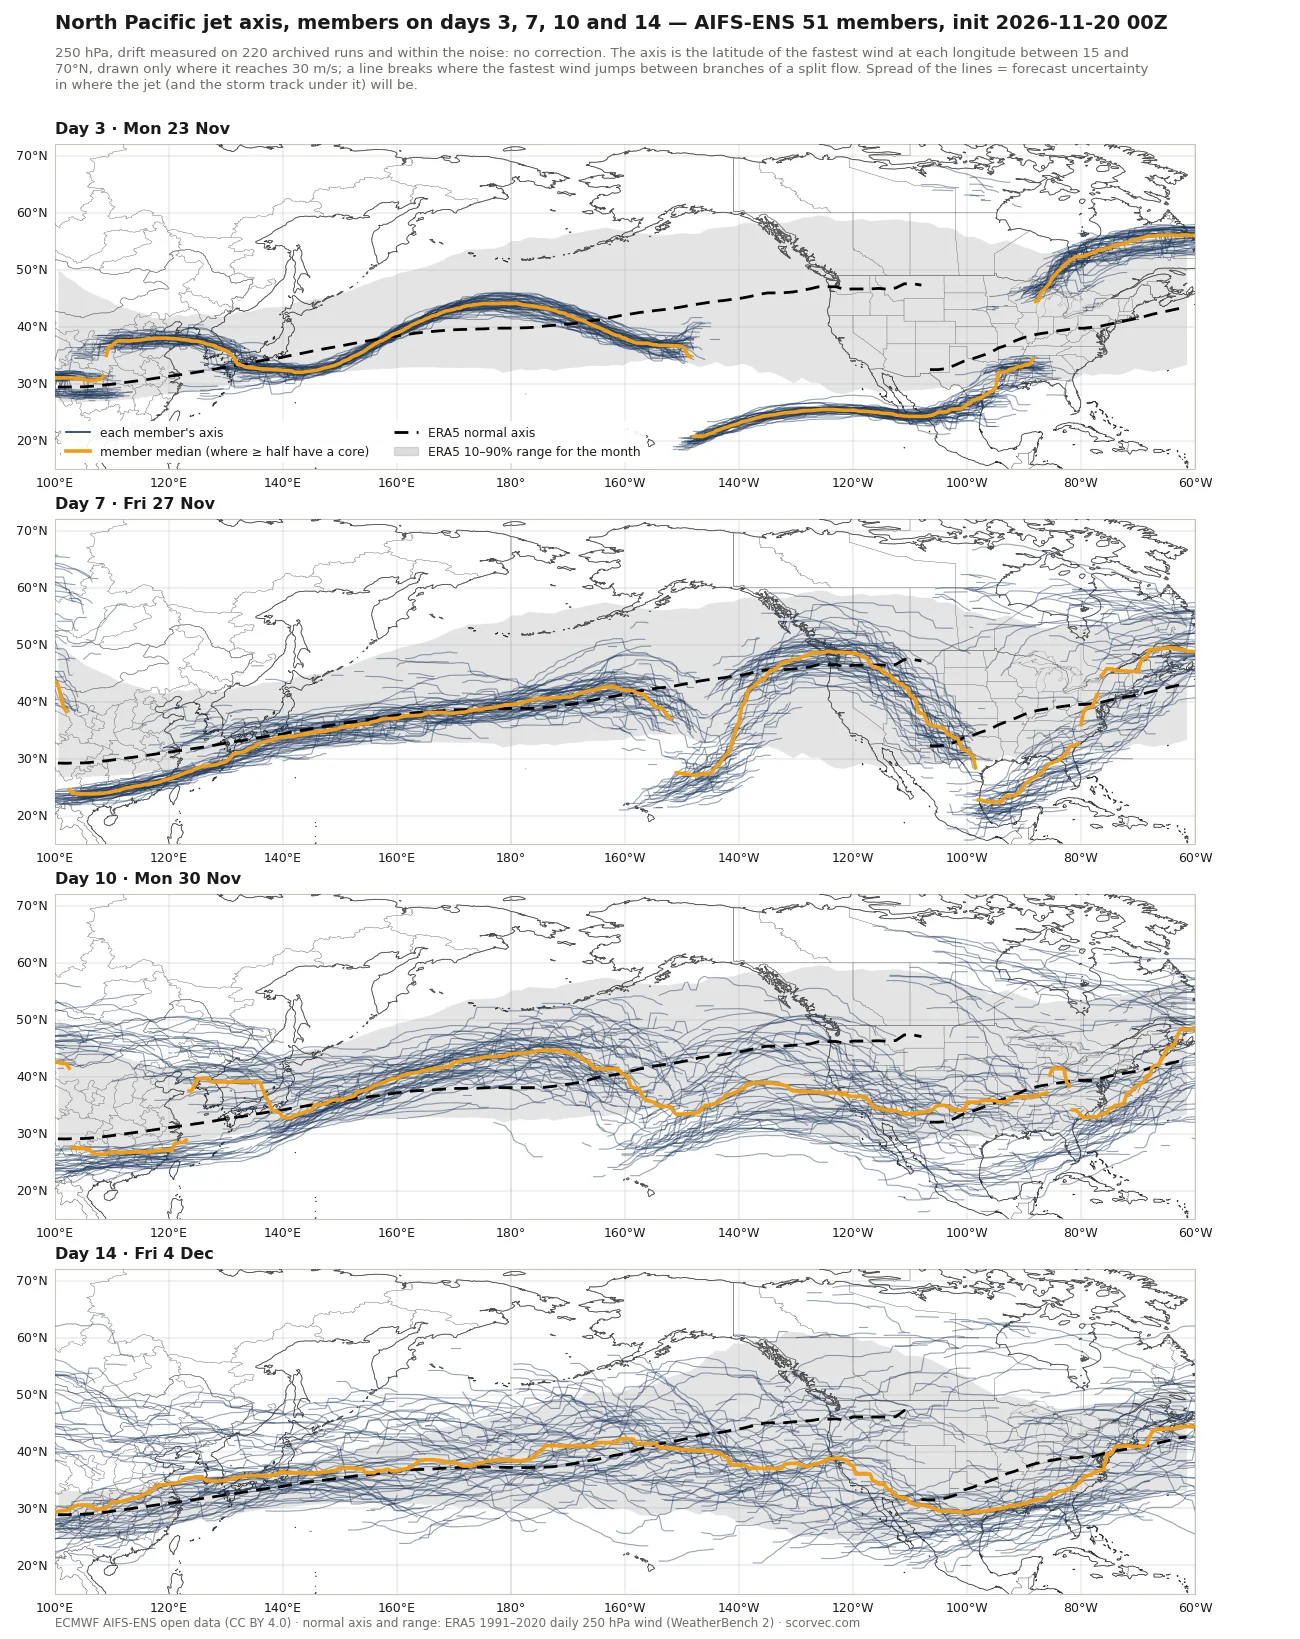 North Pacific jet axis, members on days 3, 7, 10 and 14 — AIFS-ENS 51 members, init 2026-11-20 00Z
250 hPa, drift measured on 220 archived runs and within the noise: no correction. The axis is the latitude of the fastest wind at each longitude between 15 and
70°N, drawn only where it reaches 30 m/s; a line breaks where the fastest wind jumps between branches of a split flow. Spread of the lines = forecast uncertainty
in where the jet (and the storm track under it) will be.
Day 3 · Mon 23 Nov
70°N
60°N
50°N
40°N
30°N
20°N
each member's axis
member median (where ≥ half have a core)
ERA5 normal axis
ERA5 10–90% range for the month
100°E 120°E 140°E 160°E 180° 160°W 140°W 120°W 100°W 80°W 60°W
Day 7 · Fri 27 Nov
70°N
60°N
50°N
40°N
30°N
20°N
100°E 120°E 140°E 160°E 180° 160°W 140°W 120°W 100°W 80°W 60°W
Day 10 · Mon 30 Nov
70°N
60°N
50°N
40°N
30°N
20°N
100°E 120°E 140°E 160°E 180° 160°W 140°W 120°W 100°W 80°W 60°W
Day 14 · Fri 4 Dec
70°N
60°N
50°N
40°N
30°N
20°N
100°E 120°E 140°E 160°E 180° 160°W 140°W 120°W 100°W 80°W 60°W
ECMWF AIFS-ENS open data (CC BY 4.0) · normal axis and range: ERA5 1991–2020 daily 250 hPa wind (WeatherBench 2) · scorvec.com